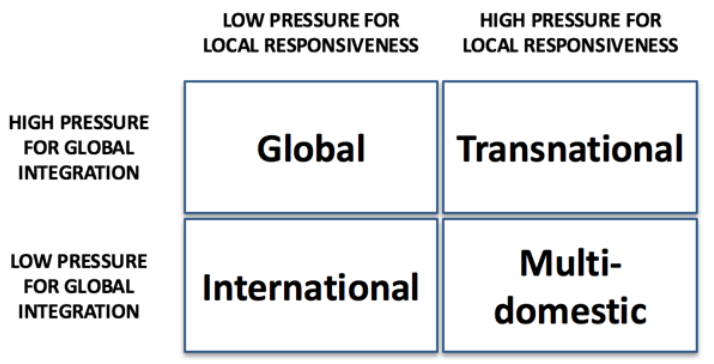 LOW PRESSURE FOR
LOCAL RESPONSIVENESS
HIGH PRESSURE FOR
LOCAL RESPONSIVENESS
HIGH PRESSURE
FOR GLOBAL
INTEGRATION
Global
Transnational
LOW PRESSURE
FOR GLOBAL
INTEGRATION
International
Multi-
domestic